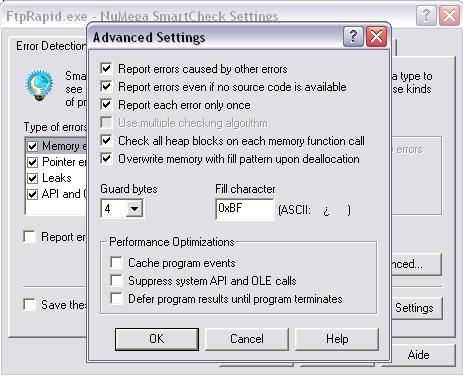 FtpRapid.exe - NuMega SmartCheck Settings
Error Detection
Sma
see
of pr
a type to
se kinds
Type of errors
Memory e
Pointer e
Leaks
API and O
errors
Report er
nced...
Save thes
Settings
Aide
Advanced Settings
Report errors caused by other errors
Report errors even if no source code is available
Report each error only once
Use multiple checking algorithm
Check all heap blocks on each memory function call
Overwrite memory with fill pattern upon deallocation
Guard bytes
Fill character
4
0xBF
(ASCII: ¿ )
Performance Optimizations
Cache program events
Suppress system API and OLE calls
Defer program results until program terminates
OK
Cancel
Help